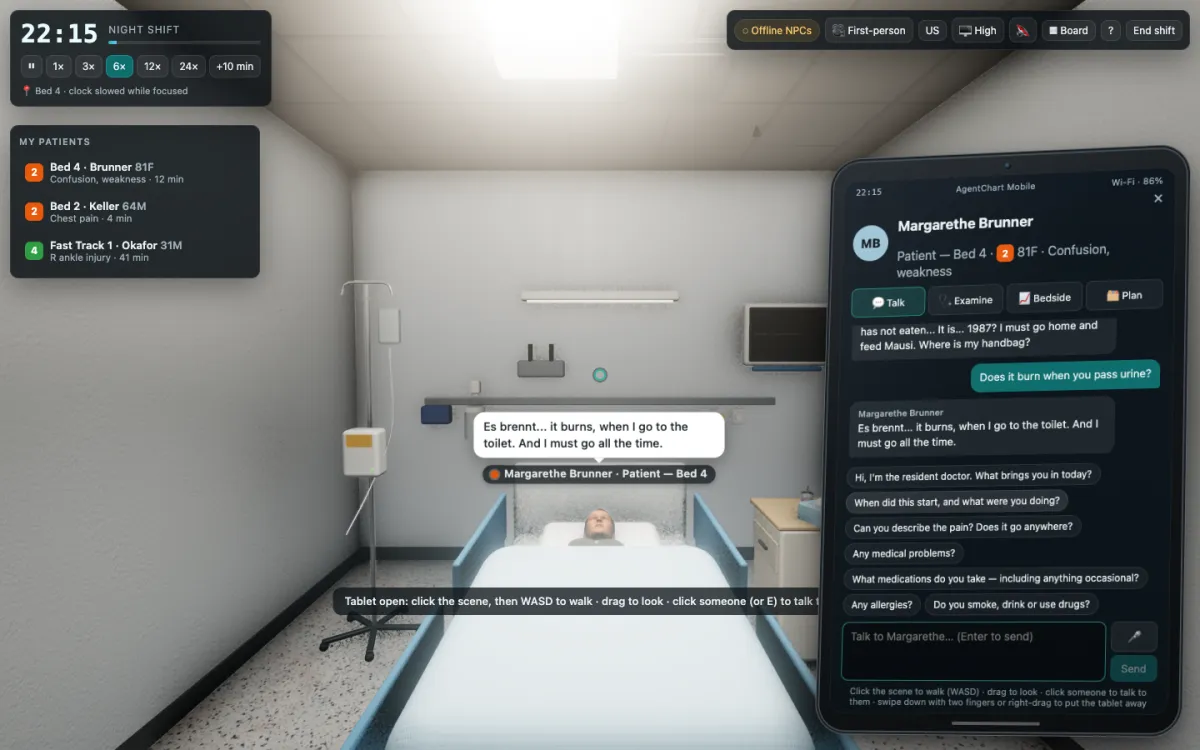 22:15 NIGHT SHIFT
1× 3× 6× 12× 24× +10 min
Bed 4 · clock slowed while focused
MY PATIENTS
2 Bed 4 · Brunner 81F
Confusion, weakness · 12 min
2 Bed 2 · Keller 64M
Chest pain · 4 min
4 Fast Track 1 · Okafor 31M
R ankle injury · 41 min
Offline NPCs First-person US High Board ? End shift
Es brennt... it burns, when I go to the
toilet. And I must go all the time.
Margarethe Brunner · Patient — Bed 4
Tablet open: click the scene, then WASD to walk · drag to look · click someone (or E) to talk
22:15 AgentChart Mobile Wi-Fi · 86%
MB
Margarethe Brunner
Patient — Bed 4 · 2 81F · Confusion,
weakness
Talk Examine Bedside Plan
has not eaten... It is... 1987? I must go home and
feed Mausi. Where is my handbag?
Does it burn when you pass urine?
Margarethe Brunner
Es brennt... it burns, when I go to the toilet. And I
must go all the time.
Hi, I'm the resident doctor. What brings you in today?
When did this start, and what were you doing?
Can you describe the pain? Does it go anywhere?
Any medical problems?
What medications do you take — including anything occasional?
Any allergies? Do you smoke, drink or use drugs?
Talk to Margarethe... (Enter to send)
Send
Click the scene to walk (WASD) · drag to look · click someone to talk to
them · swipe down with two fingers or right-drag to put the tablet away